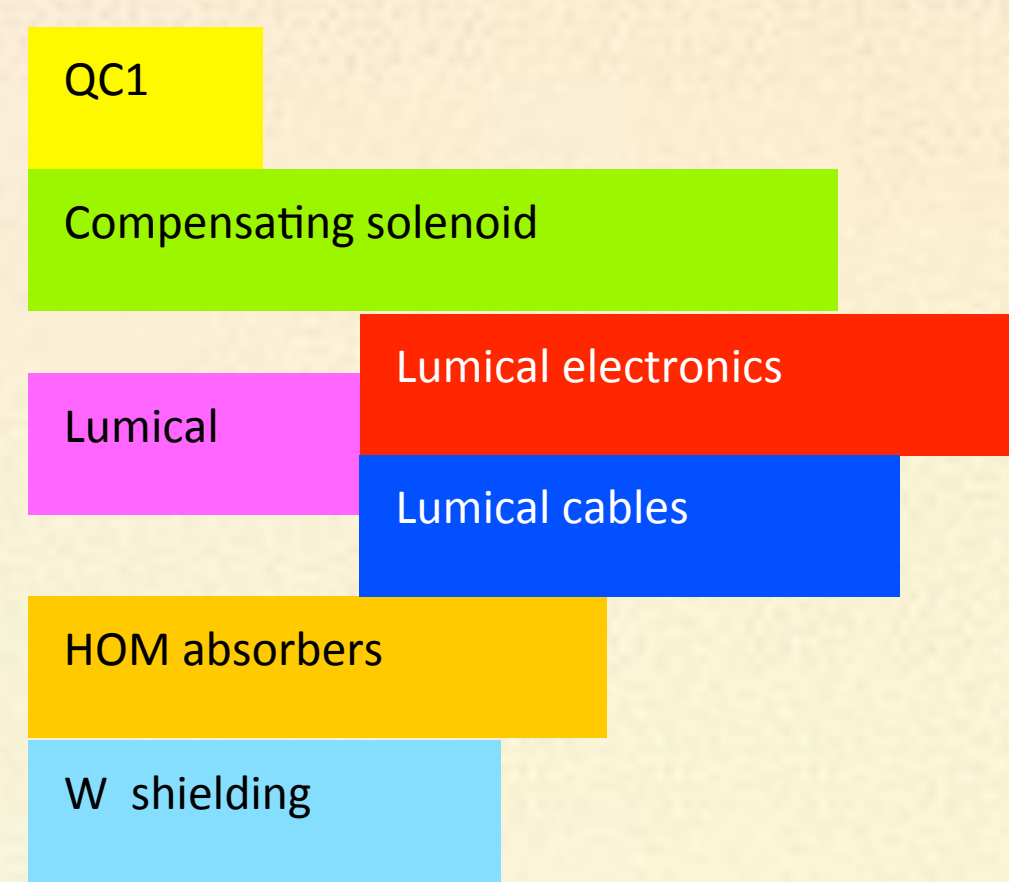 QC1
Compensating solenoid
Lumical electronics
Lumical
Lumical cables
HOM absorbers
W  shielding